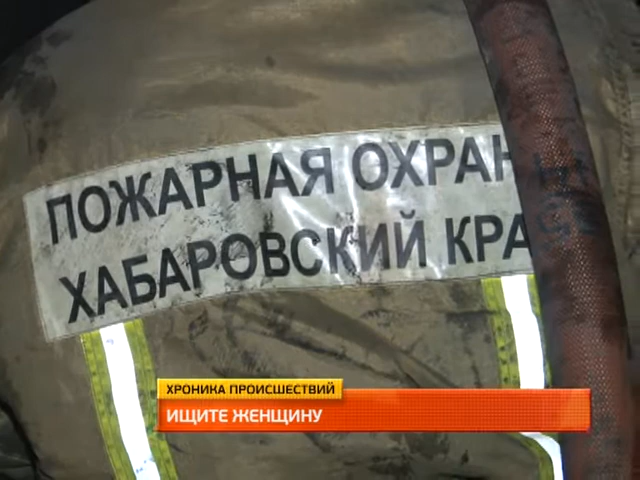 ПОЖАРНАЯ ОХРАН
ХАБАРОВСКИЙ КРА
ХРОНИКА ПРОИСШЕСТВИЙ
ИЩИТЕ ЖЕНЩИНУ